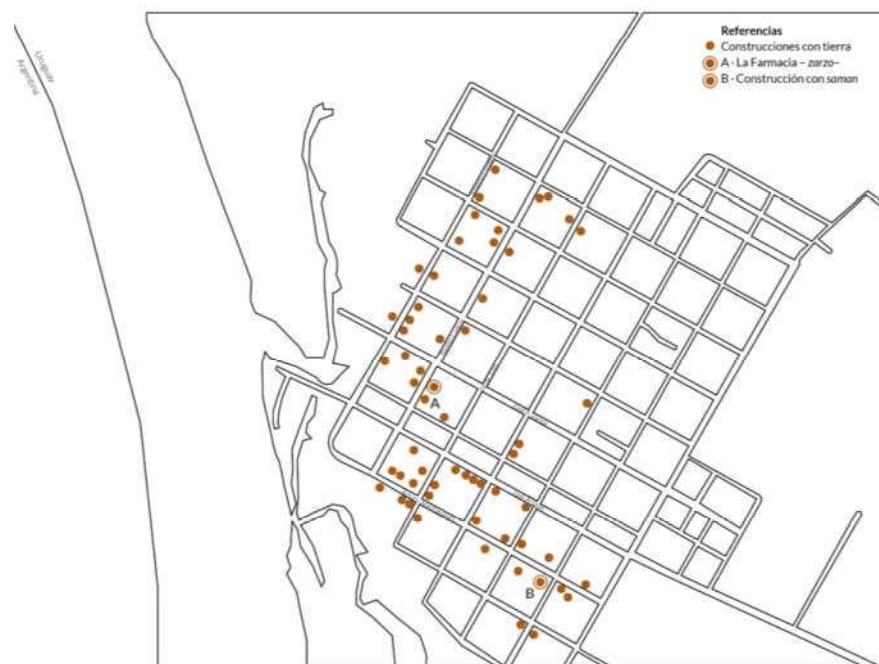 Referencias
Construcciones con tierra
A - La Farmacia – zarzo–
B - Construcción con saman
Uruguay
Argentina
A
B